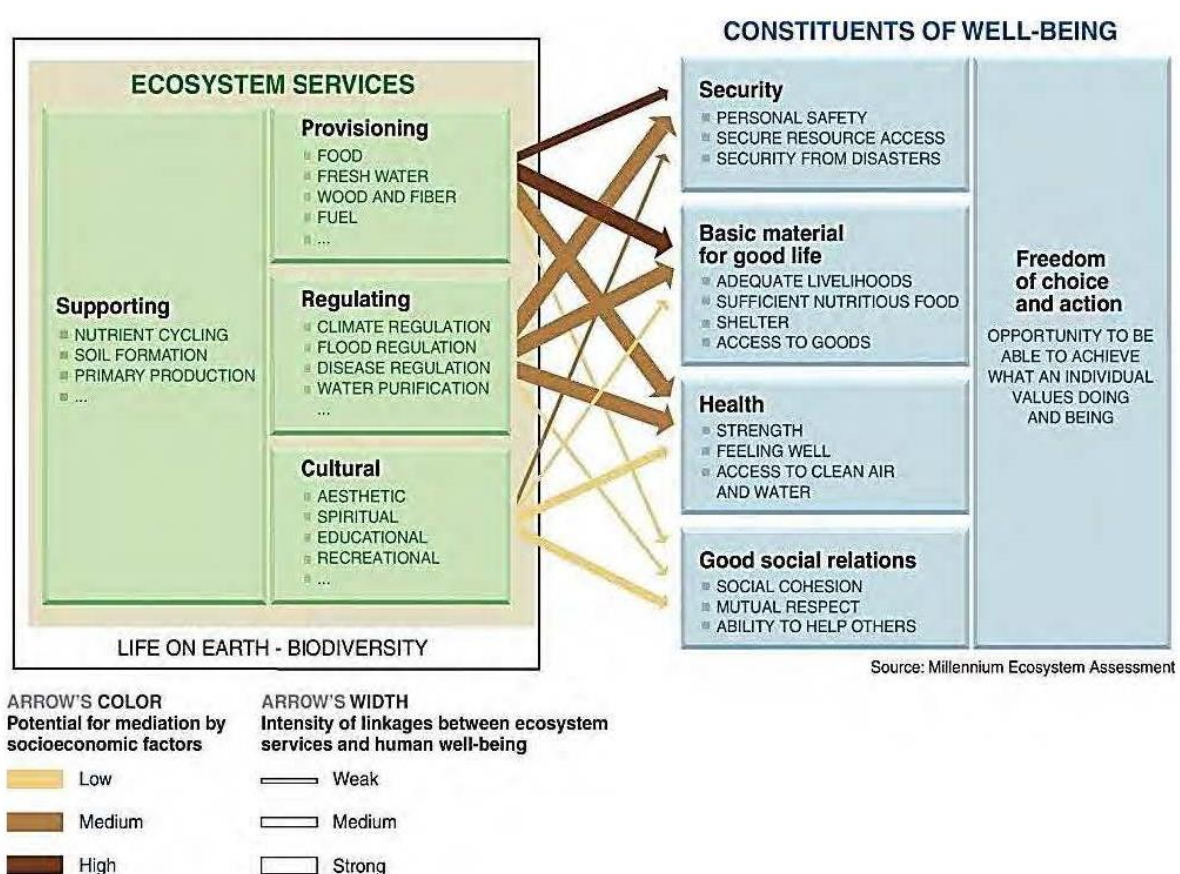 CONSTITUENTS OF WELL-BEING
ECOSYSTEM SERVICES
Supporting
NUTRIENT CYCLING
SOIL FORMATION
PRIMARY PRODUCTION
...
Provisioning
FOOD
FRESH WATER
WOOD AND FIBER
FUEL
...
Regulating
CLIMATE REGULATION
FLOOD REGULATION
DISEASE REGULATION
WATER PURIFICATION
...
Cultural
AESTHETIC
SPIRITUAL
EDUCATIONAL
RECREATIONAL
...
LIFE ON EARTH - BIODIVERSITY
Security
PERSONAL SAFETY
SECURE RESOURCE ACCESS
SECURITY FROM DISASTERS
Basic material
for good life
ADEQUATE LIVELIHOODS
SUFFICIENT NUTRITIOUS FOOD
SHELTER
ACCESS TO GOODS
Health
STRENGTH
FEELING WELL
ACCESS TO CLEAN AIR
AND WATER
Good social relations
SOCIAL COHESION
MUTUAL RESPECT
ABILITY TO HELP OTHERS
Freedom
of choice
and action
OPPORTUNITY TO BE
ABLE TO ACHIEVE
WHAT AN INDIVIDUAL
VALUES DOING
AND BEING
Source: Millennium Ecosystem Assessment
ARROW'S COLOR
Potential for mediation by
socioeconomic factors
Low
Medium
High
ARROW'S WIDTH
Intensity of linkages between ecosystem
services and human well-being
Weak
Medium
Strong